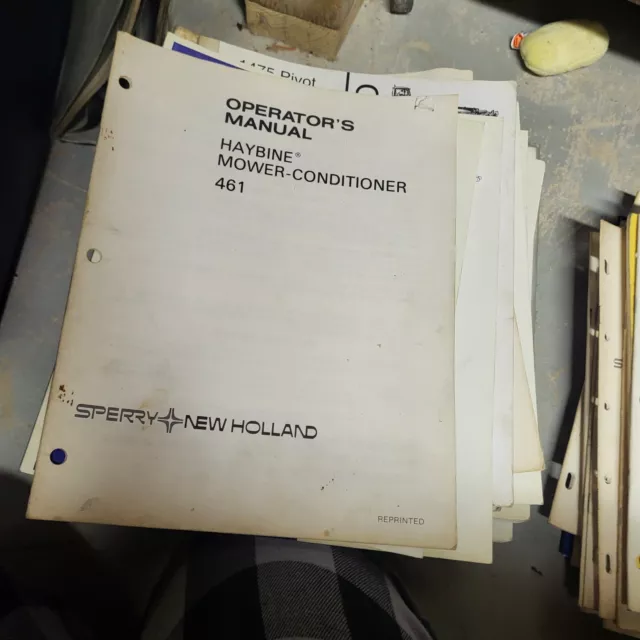 1475 Pivot
OPERATOR'S
MANUAL
HAYBINE®
MOWER-CONDITIONER
461
SPERRY NEW HOLLAND
REPRINTED